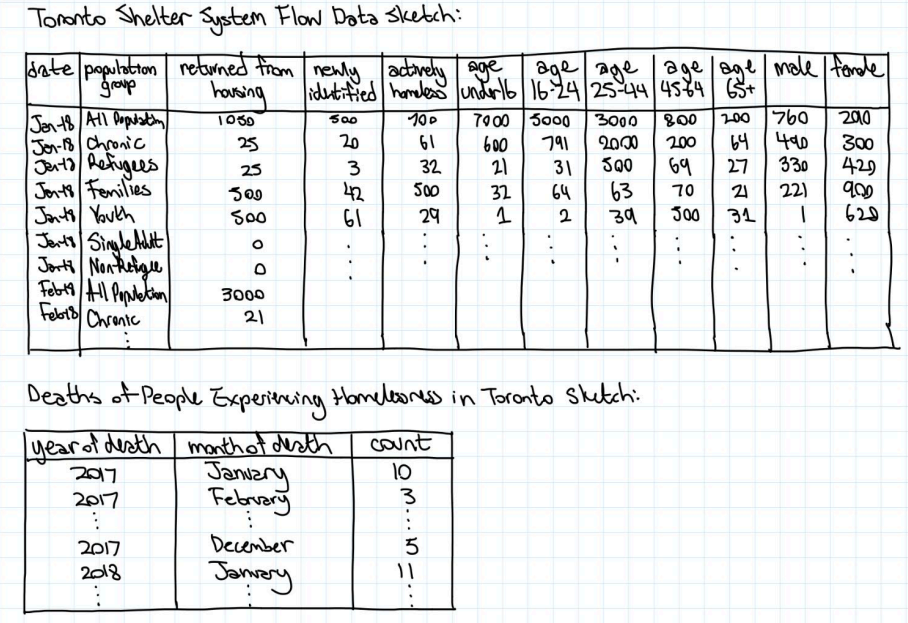 Toronto Shelter System Flow Data Sketch:
date population group returned from housing newly identified actively homeless age under 16 age 16-24 age 25-44 age 45-64 age 65+ male female
Jan-18 All Population 1050 500 700 7000 5000 3000 800 200 760 200
Jan-18 Chronic 25 20 61 600 791 2000 200 64 490 300
Jan-18 Refugees 25 3 32 21 31 500 69 27 330 420
Jan-18 Families 500 42 500 32 64 63 70 21 221 900
Jan-18 Youth 500 61 29 1 2 39 500 31 1 620
Jan-18 Single Adult 0
Jan-18 Non-Refugee 0
All Population 3000
Feb-18 Chronic 21
Deaths of People Experiencing Homelessness in Toronto Sketch:
year of death month of death count
2017 January 10
2017 February 3
2017 December 5
2018 January 11